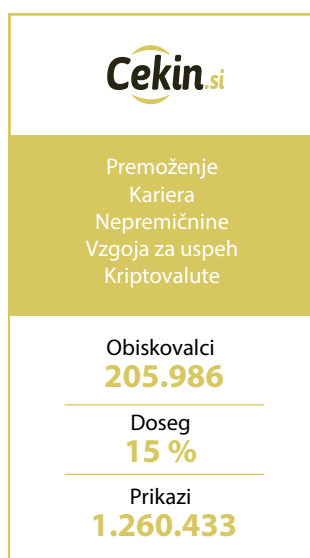 Cekin.si
Premoženje
Kariera
Nepremičnine
Vzgoja za uspeh
Kriptovalute
Obiskovalci
205.986
Doseg
15 %
Prikazi
1.260.433